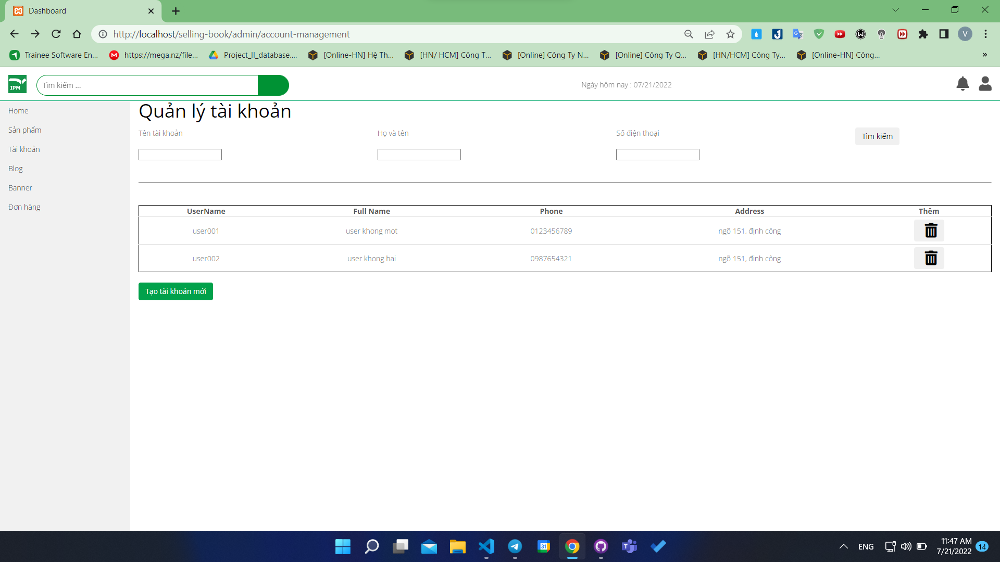 Dashboard
http://localhost/selling-book/admin/account-management
V
Trainee Software En... https://mega.nz/file... Project_II_database.... [Online-HN] Hệ Th... [HN/ HCM] Công T... [Online] Công Ty N... [Online] Công Ty Q... [HN/HCM] Công Ty... [Online-HN] Công... »
IPM
Tìm kiếm ...
Ngày hôm nay : 07/21/2022
Home
Sản phẩm
Tài khoản
Blog
Banner
Đơn hàng
Quản lý tài khoản
Tên tài khoản Họ và tên Số điện thoại Tìm kiếm
UserName Full Name Phone Address Thêm
user001 user khong mot 0123456789 ngõ 151, định công
user002 user khong hai 0987654321 ngõ 151, định công
Tạo tài khoản mới
31
ENG
11:47 AM
7/21/2022
14